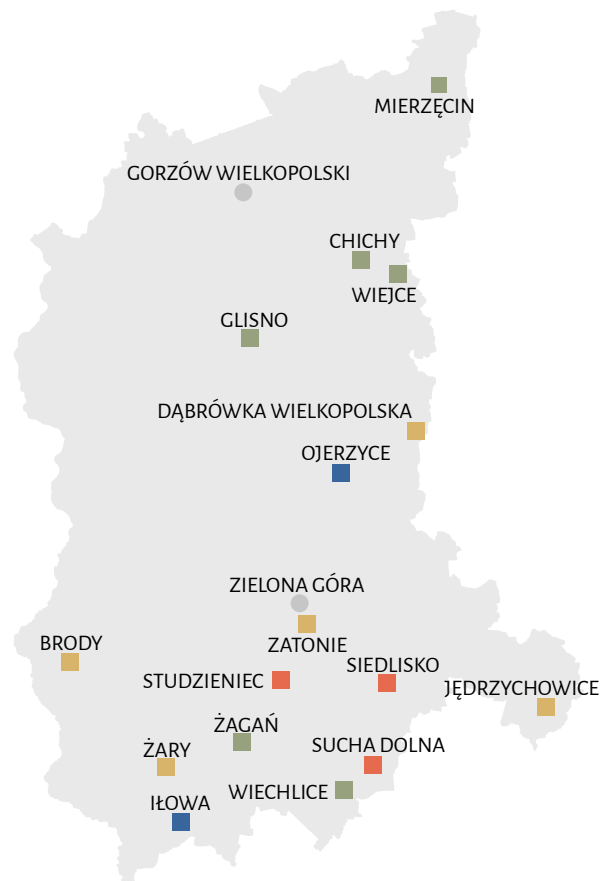 MIERZĘCIN
GORZÓW WIELKOPOLSKI
CHICHY
WIEJCE
GLISNO
DĄBRÓWKA WIELKOPOLSKA
OJERZYCE
ZIELONA GÓRA
BRODY
ZATONIE
SIEDLISKO
STUDZIENIEC
JĘDRZYCHOWICE
ŻAGAŃ
SUCHA DOLNA
ŻARY
WIECHLICE
IŁOWA